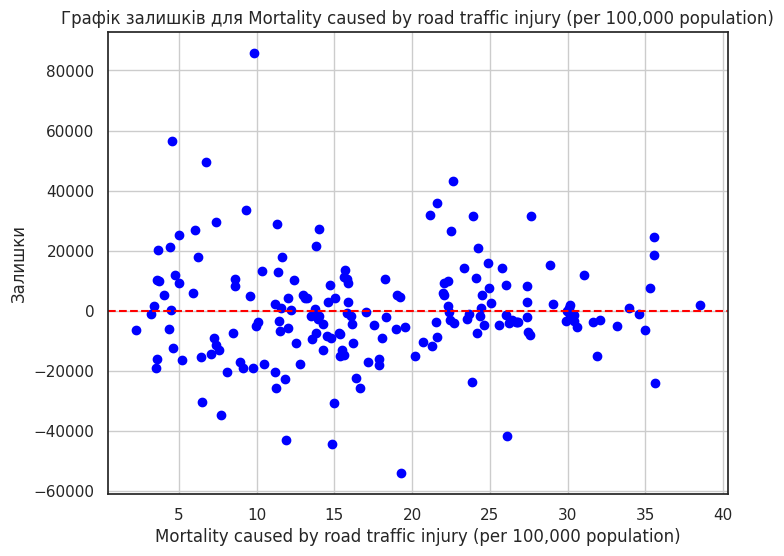 Графік залишків для Mortality caused by road traffic injury (per 100,000 population)
80000
60000
40000
20000
0
−20000
−40000
−60000
Залишки
5 10 15 20 25 30 35 40
Mortality caused by road traffic injury (per 100,000 population)